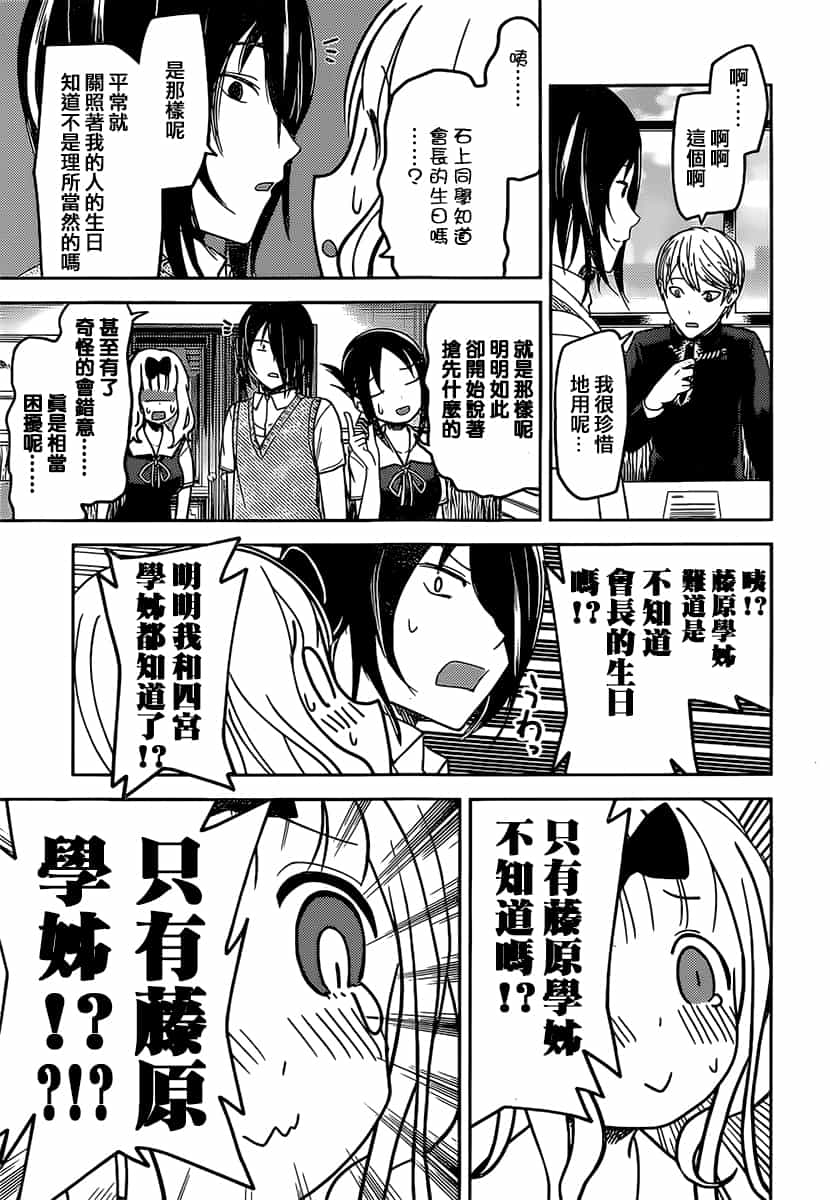 啊……
啊啊
這個啊
我很珍惜
地用呢……
咦…
石上同學知道
會長的生日嗎
……？
是那樣呢
平常就
關照著我的人的生日
知道不是理所當然的嗎
就是那樣呢
明明如此
卻開始說著
搶先什麼的
甚至有了
奇怪的會錯意……
真是相當
困擾呢……
咦!?
藤原學姊
難道是
不知道
會長的生日
嗎!?
うわっ
明明我和四宮
學姊都知道了!?
只有藤原學姊
不知道嗎!?
只有藤原
學姊!?
?!!?